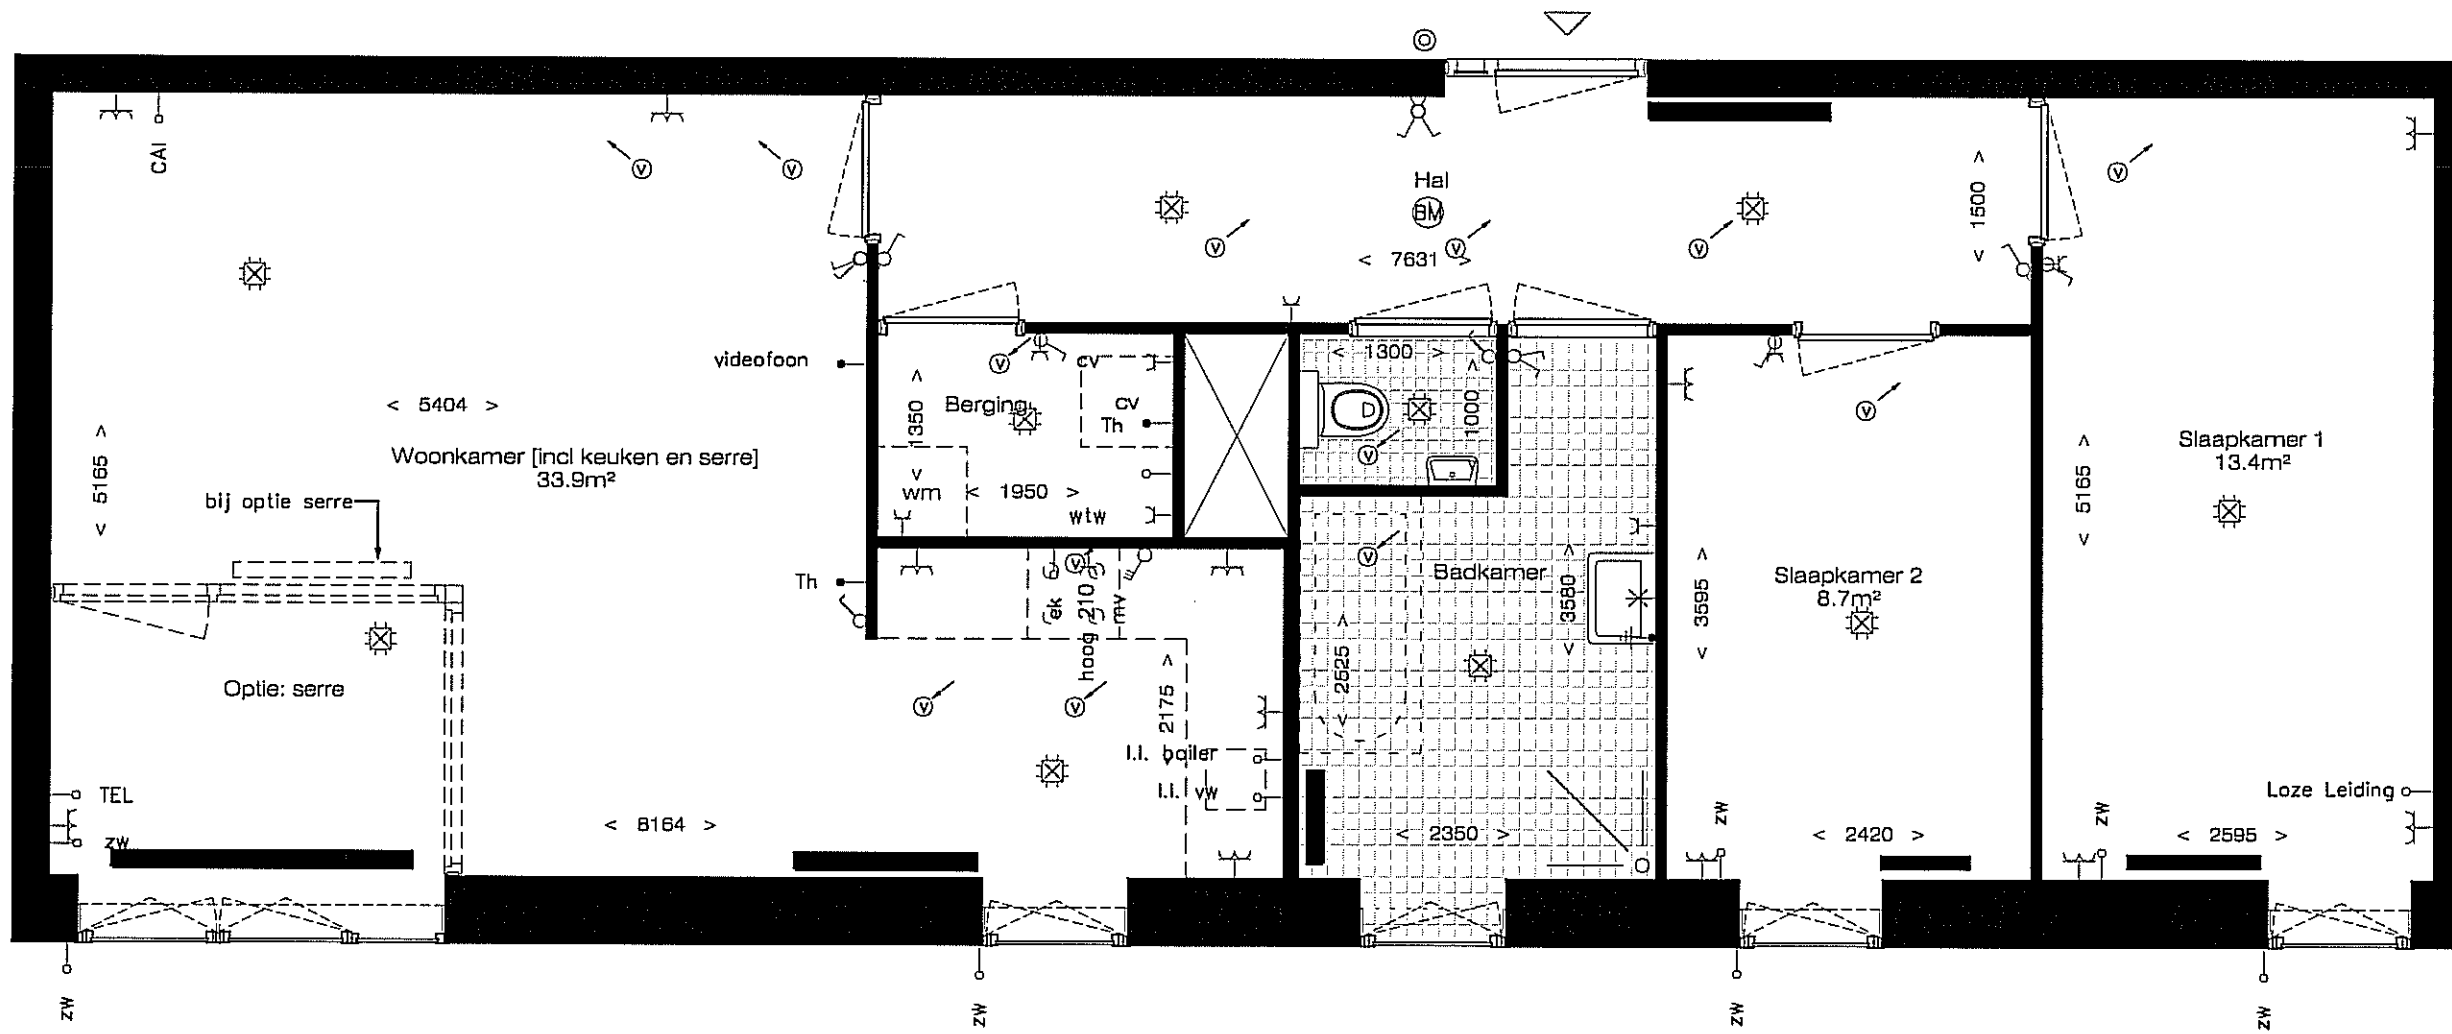 CAI
V
V
Hal
BM
V
V
V
V
< 7631 >
< 1500 >
videofoon
< 5404 >
< 5165 >
Woonkamer [incl keuken en serre]
33.9m²
bij optie serre
V
cv
< 1350 >
Berging
cv
Th
wm
< 1950 >
wtw
< 1300 >
< 1000 >
V
V
Slaapkamer 1
13.4m²
< 5165 >
Th
V
ek
hoog 210
mv
V
Badkamer
< 3580 >
< 3595 >
Slaapkamer 2
8.7m²
< 2525 >
Optie: serre
V
V
< 2175 >
l.l. boiler
l.l. vw
TEL
zw
< 8164 >
< 2350 >
zw
< 2420 >
zw
< 2595 >
Loze Leiding
zw
zw
zw
zw